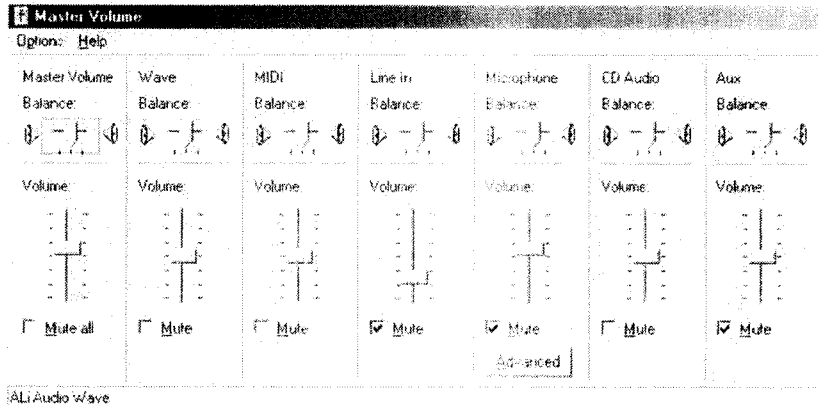 Master Volume
Options Help
Master Volume Wave MIDI Line In Microphone CD Audio Aux
Balance: Balance: Balance: Balance: Balance: Balance: Balance:
Volume: Volume: Volume: Volume: Volume: Volume: Volume:
Mute all Mute Mute Mute Mute Mute Mute
Advanced
ALi Audio Wave